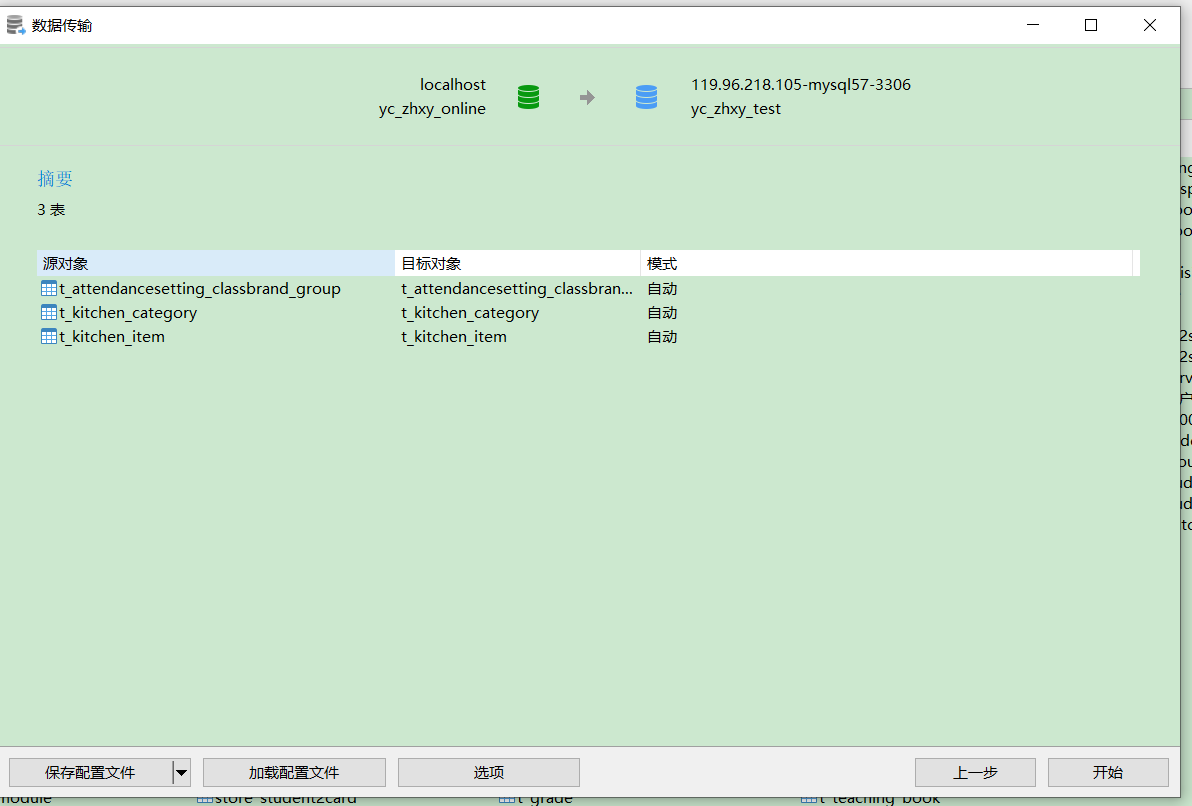 数据传输
localhost
yc_zhxy_online
119.96.218.105-mysql57-3306
yc_zhxy_test
摘要
3 表
源对象 目标对象 模式
t_attendancesetting_classbrand_group t_attendancesetting_classbran... 自动
t_kitchen_category t_kitchen_category 自动
t_kitchen_item t_kitchen_item 自动
保存配置文件 加载配置文件 选项 上一步 开始
store_student2card t_grade t_teaching_book